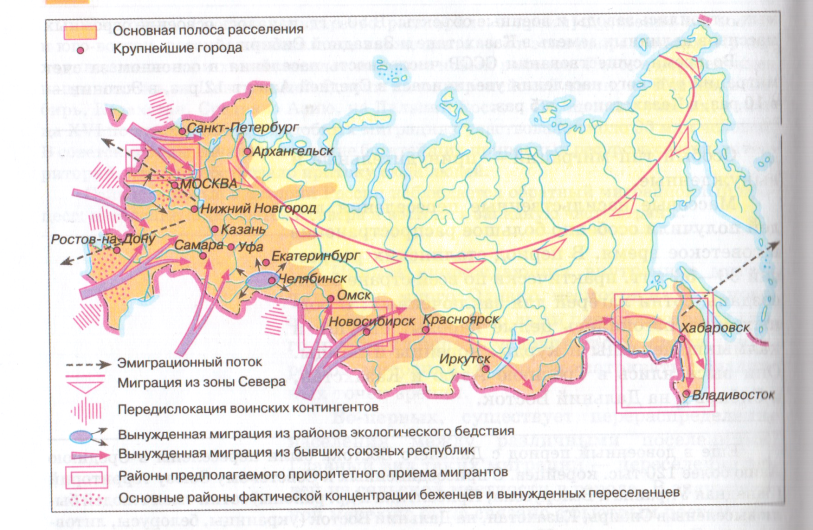 Основная полоса расселения
Крупнейшие города
Санкт-Петербург
Архангельск
МОСКВА
Нижний Новгород
Казань
Ростов-на-Дону
Самара
Уфа
Екатеринбург
Челябинск
Омск
Новосибирск
Красноярск
Иркутск
Хабаровск
Владивосток
Эмиграционный поток
Миграция из зоны Севера
Передислокация воинских контингентов
Вынужденная миграция из районов экологического бедствия
Вынужденная миграция из бывших союзных республик
Районы предполагаемого приоритетного приема мигрантов
Основные районы фактической концентрации беженцев и вынужденных переселенцев